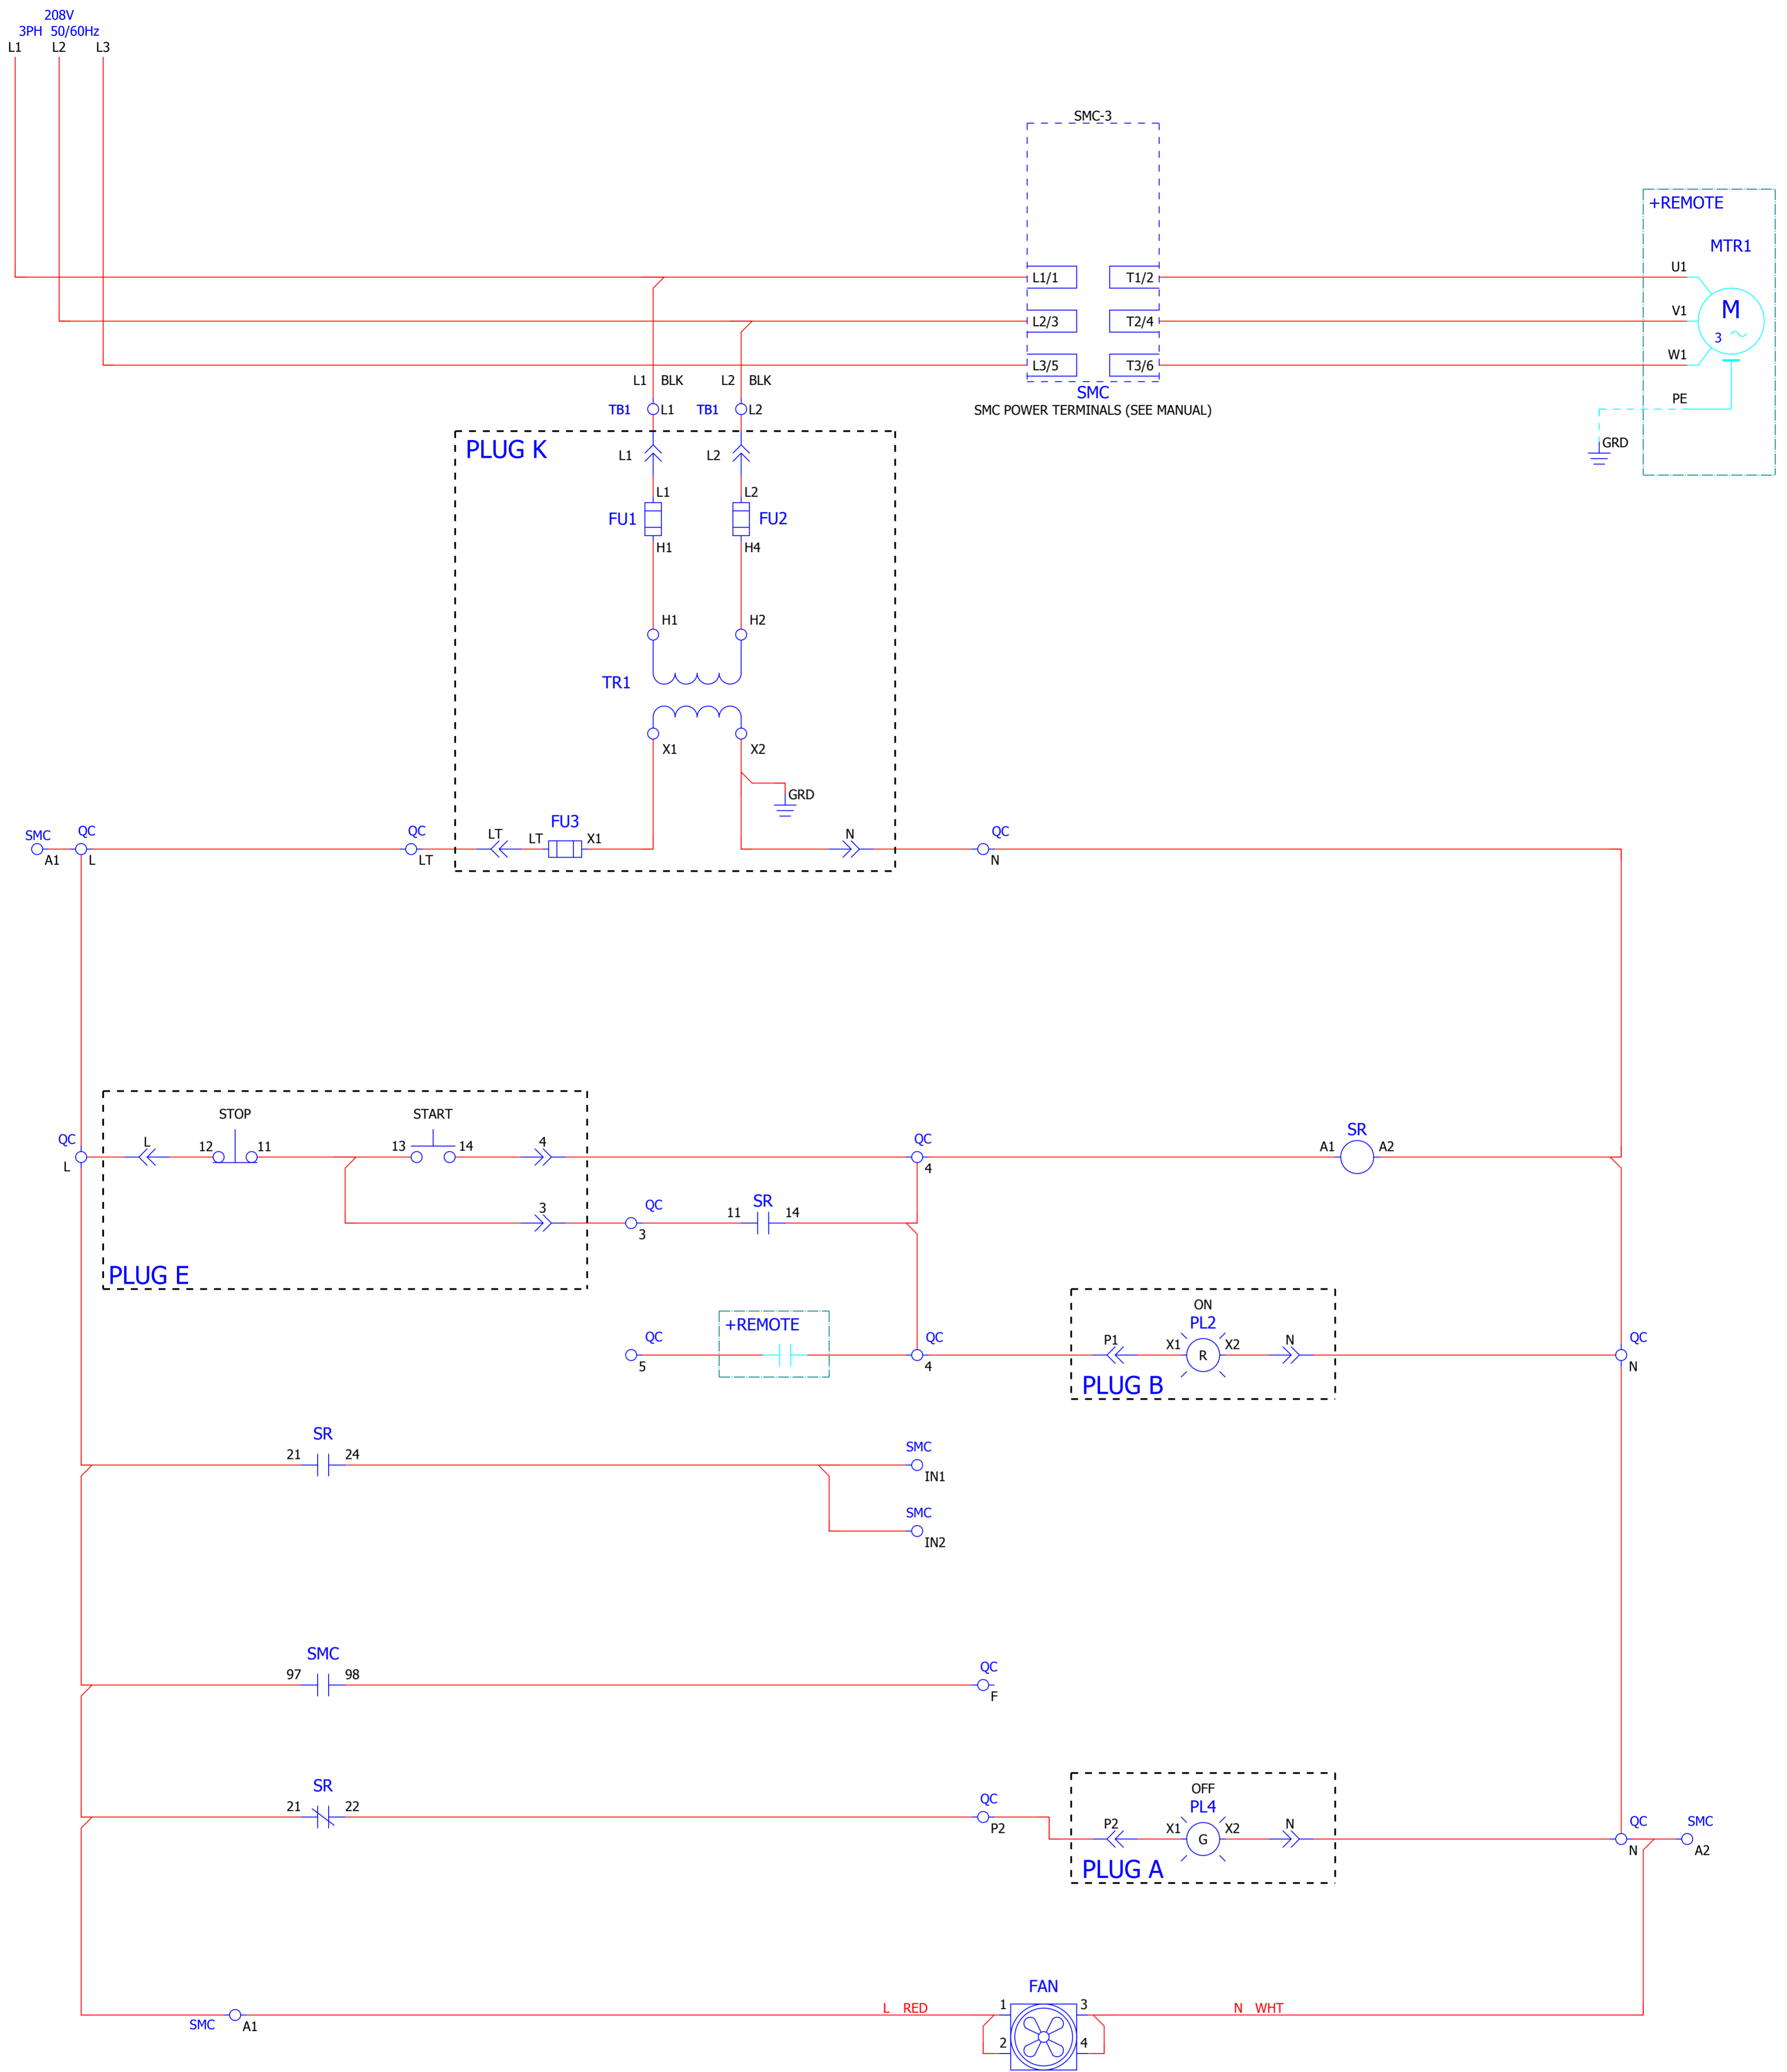 208V
3PH 50/60Hz
L1 L2 L3
SMC-3
+REMOTE
MTR1
L1/1 T1/2 U1
L2/3 T2/4 V1
M
3
L3/5 T3/6 W1
L1 BLK L2 BLK
SMC
PE
TB1 L1 TB1 L2
SMC POWER TERMINALS (SEE MANUAL)
GRD
PLUG K
L1 L2
L1 L2
FU1 FU2
H1 H4
H1 H2
TR1
X1 X2
GRD
FU3
SMC QC QC LT LT X1 N QC
A1 L LT N
STOP START
QC L 12 11 13 14 4 QC SR
A1 A2
L 4
3 QC SR
11 14
3
PLUG E
ON
+REMOTE PL2
QC QC P1 X1 X2 N QC
R
5 4 N
PLUG B
SR SMC
21 24
IN1
SMC
IN2
SMC QC
97 98
F
SR OFF
21 22 QC PL4
P2 P2 X1 X2 N QC SMC
G
N A2
PLUG A
FAN
L RED 1 3 N WHT
SMC A1
2 4